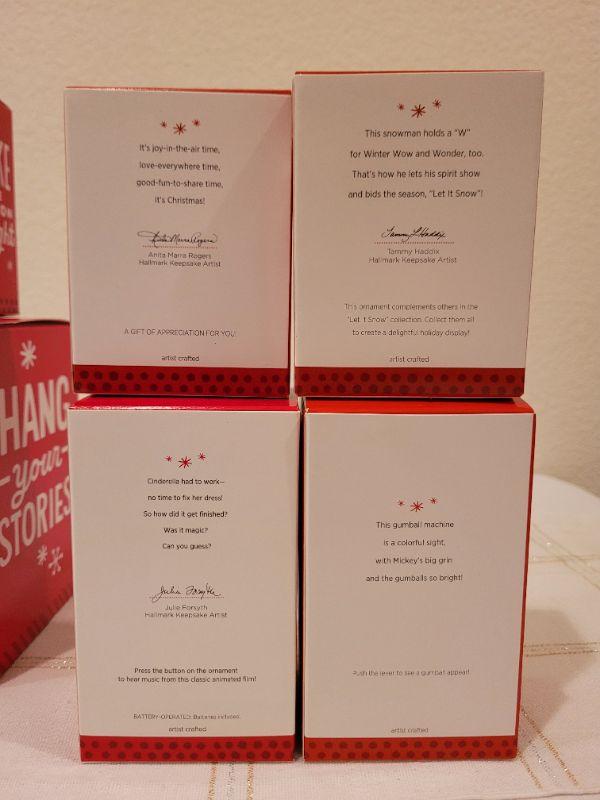 It's joy-in-the-air time,
love-everywhere time,
good-fun-to-share time,
It's Christmas!
Anita Marra Rogers
Anita Marra Rogers
Hallmark Keepsake Artist
A GIFT OF APPRECIATION FOR YOU!
artist crafted
This snowman holds a "W"
for Winter Wow and Wonder, too.
That's how he lets his spirit show
and bids the season, "Let It Snow"!
Tammy L Haddix
Tammy Haddix
Hallmark Keepsake Artist
This ornament complements others in the
"Let It Snow" collection. Collect them all
to create a delightful holiday display!
artist crafted
HANG
your
STORIES
Cinderella had to work—
no time to fix her dress!
So how did it get finished?
Was it magic?
Can you guess?
Julie Forsyth
Julie Forsyth
Hallmark Keepsake Artist
Press the button on the ornament
to hear music from this classic animated film!
BATTERY-OPERATED: Batteries included.
artist crafted
This gumball machine
is a colorful sight,
with Mickey's big grin
and the gumballs so bright!
Push the lever to see a gumball appear!
artist crafted